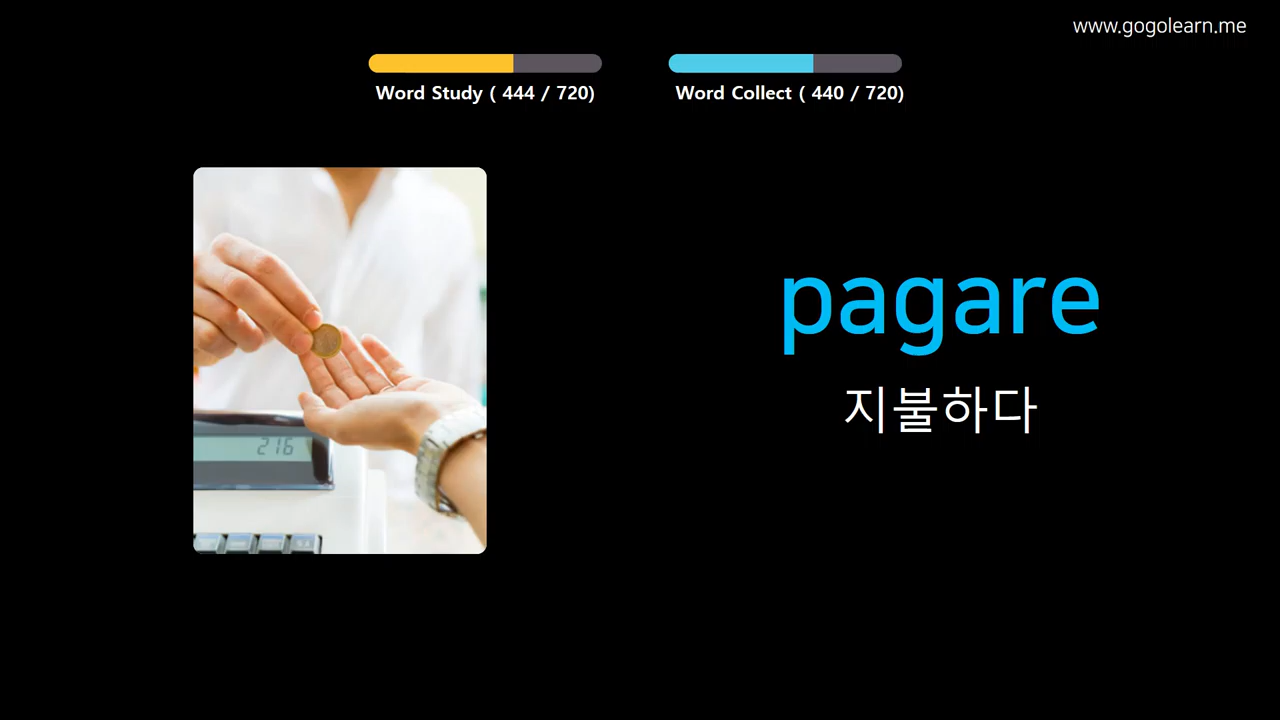 www.gogolearn.me
Word Study ( 444 / 720)
Word Collect ( 440 / 720)
216
pagare
지불하다